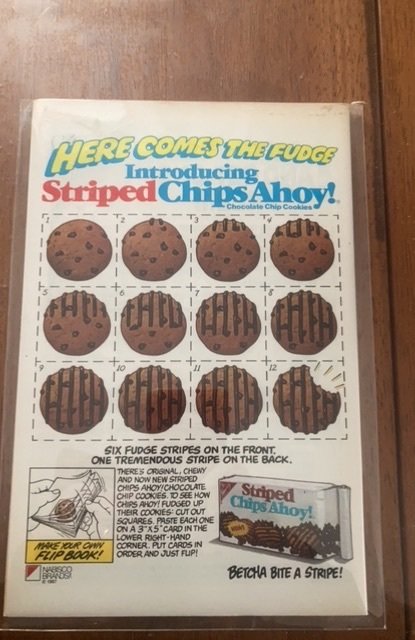 HERE COMES THE FUDGE
Introducing
Striped Chips Ahoy!
Chocolate Chip Cookies
1 2 3 4
5 6 7 8
9 10 11 12
SIX FUDGE STRIPES ON THE FRONT.
ONE TREMENDOUS STRIPE ON THE BACK.
THERE'S ORIGINAL, CHEWY
AND NOW NEW STRIPED
CHIPS AHOY! CHOCOLATE
CHIP COOKIES. TO SEE HOW
CHIPS AHOY! FUDGED UP
THEIR COOKIES: CUT OUT
SQUARES. PASTE EACH ONE
ON A 3"X5" CARD IN THE
LOWER RIGHT-HAND
CORNER. PUT CARDS IN
ORDER AND JUST FLIP!
MAKE YOUR OWN
FLIP BOOK!
NABISCO
BRANDS
© 1987
Striped
Chips Ahoy!
BETCHA BITE A STRIPE!